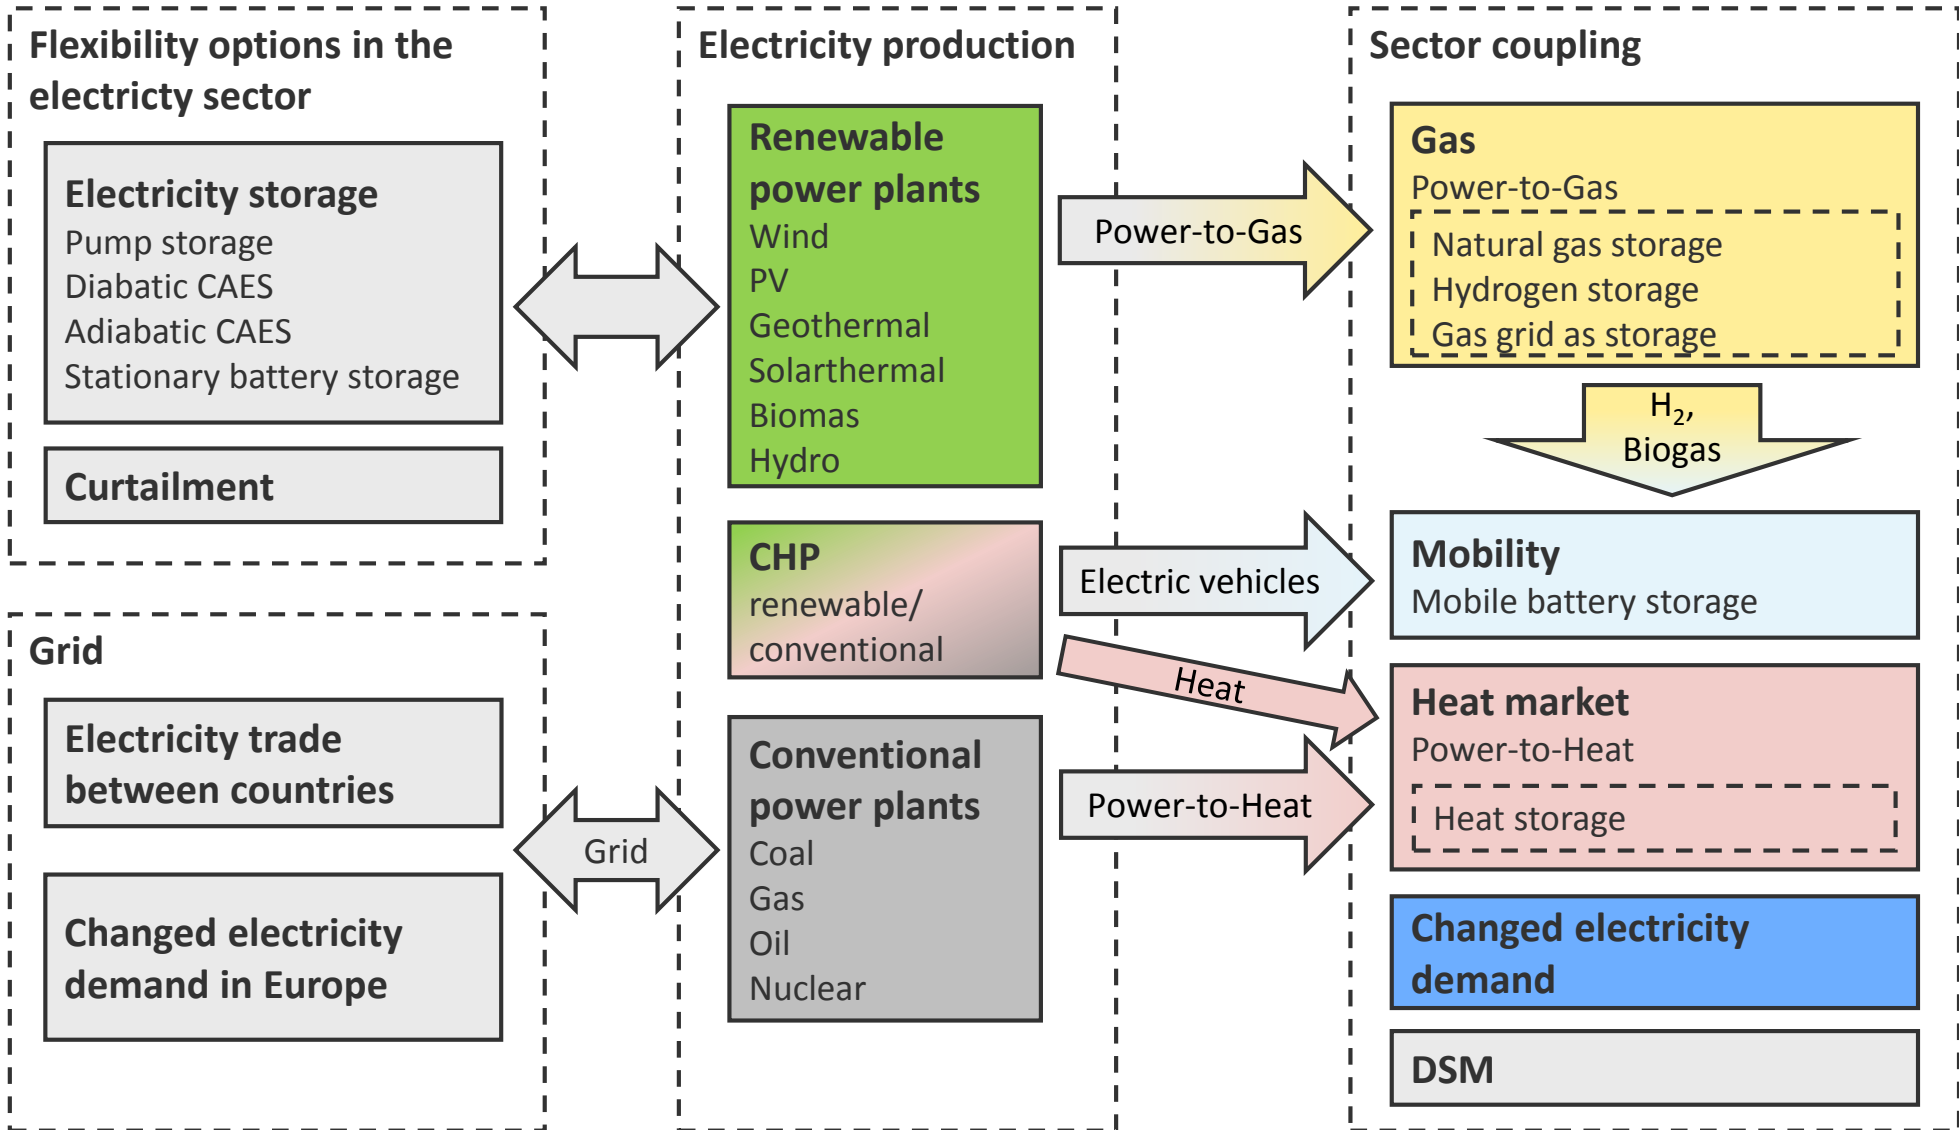 Flexibility options in the
electricty sector
Electricity storage
Pump storage
Diabatic CAES
Adiabatic CAES
Stationary battery storage
Curtailment
Grid
Electricity trade
between countries
Changed electricity
demand in Europe
Grid
Electricity production
Renewable
power plants
Wind
PV
Geothermal
Solarthermal
Biomas
Hydro
CHP
renewable/
conventional
Conventional
power plants
Coal
Gas
Oil
Nuclear
Power-to-Gas
Electric vehicles
Heat
Power-to-Heat
Sector coupling
Gas
Power-to-Gas
Natural gas storage
Hydrogen storage
Gas grid as storage
H₂,
Biogas
Mobility
Mobile battery storage
Heat market
Power-to-Heat
Heat storage
Changed electricity
demand
DSM